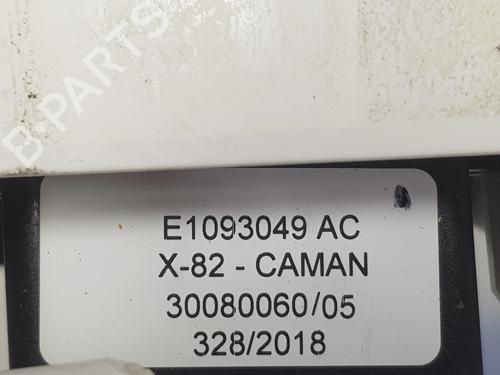 B-PARTS
E1093049 AC
X-82 - CAMAN
30080060/05
328/2018